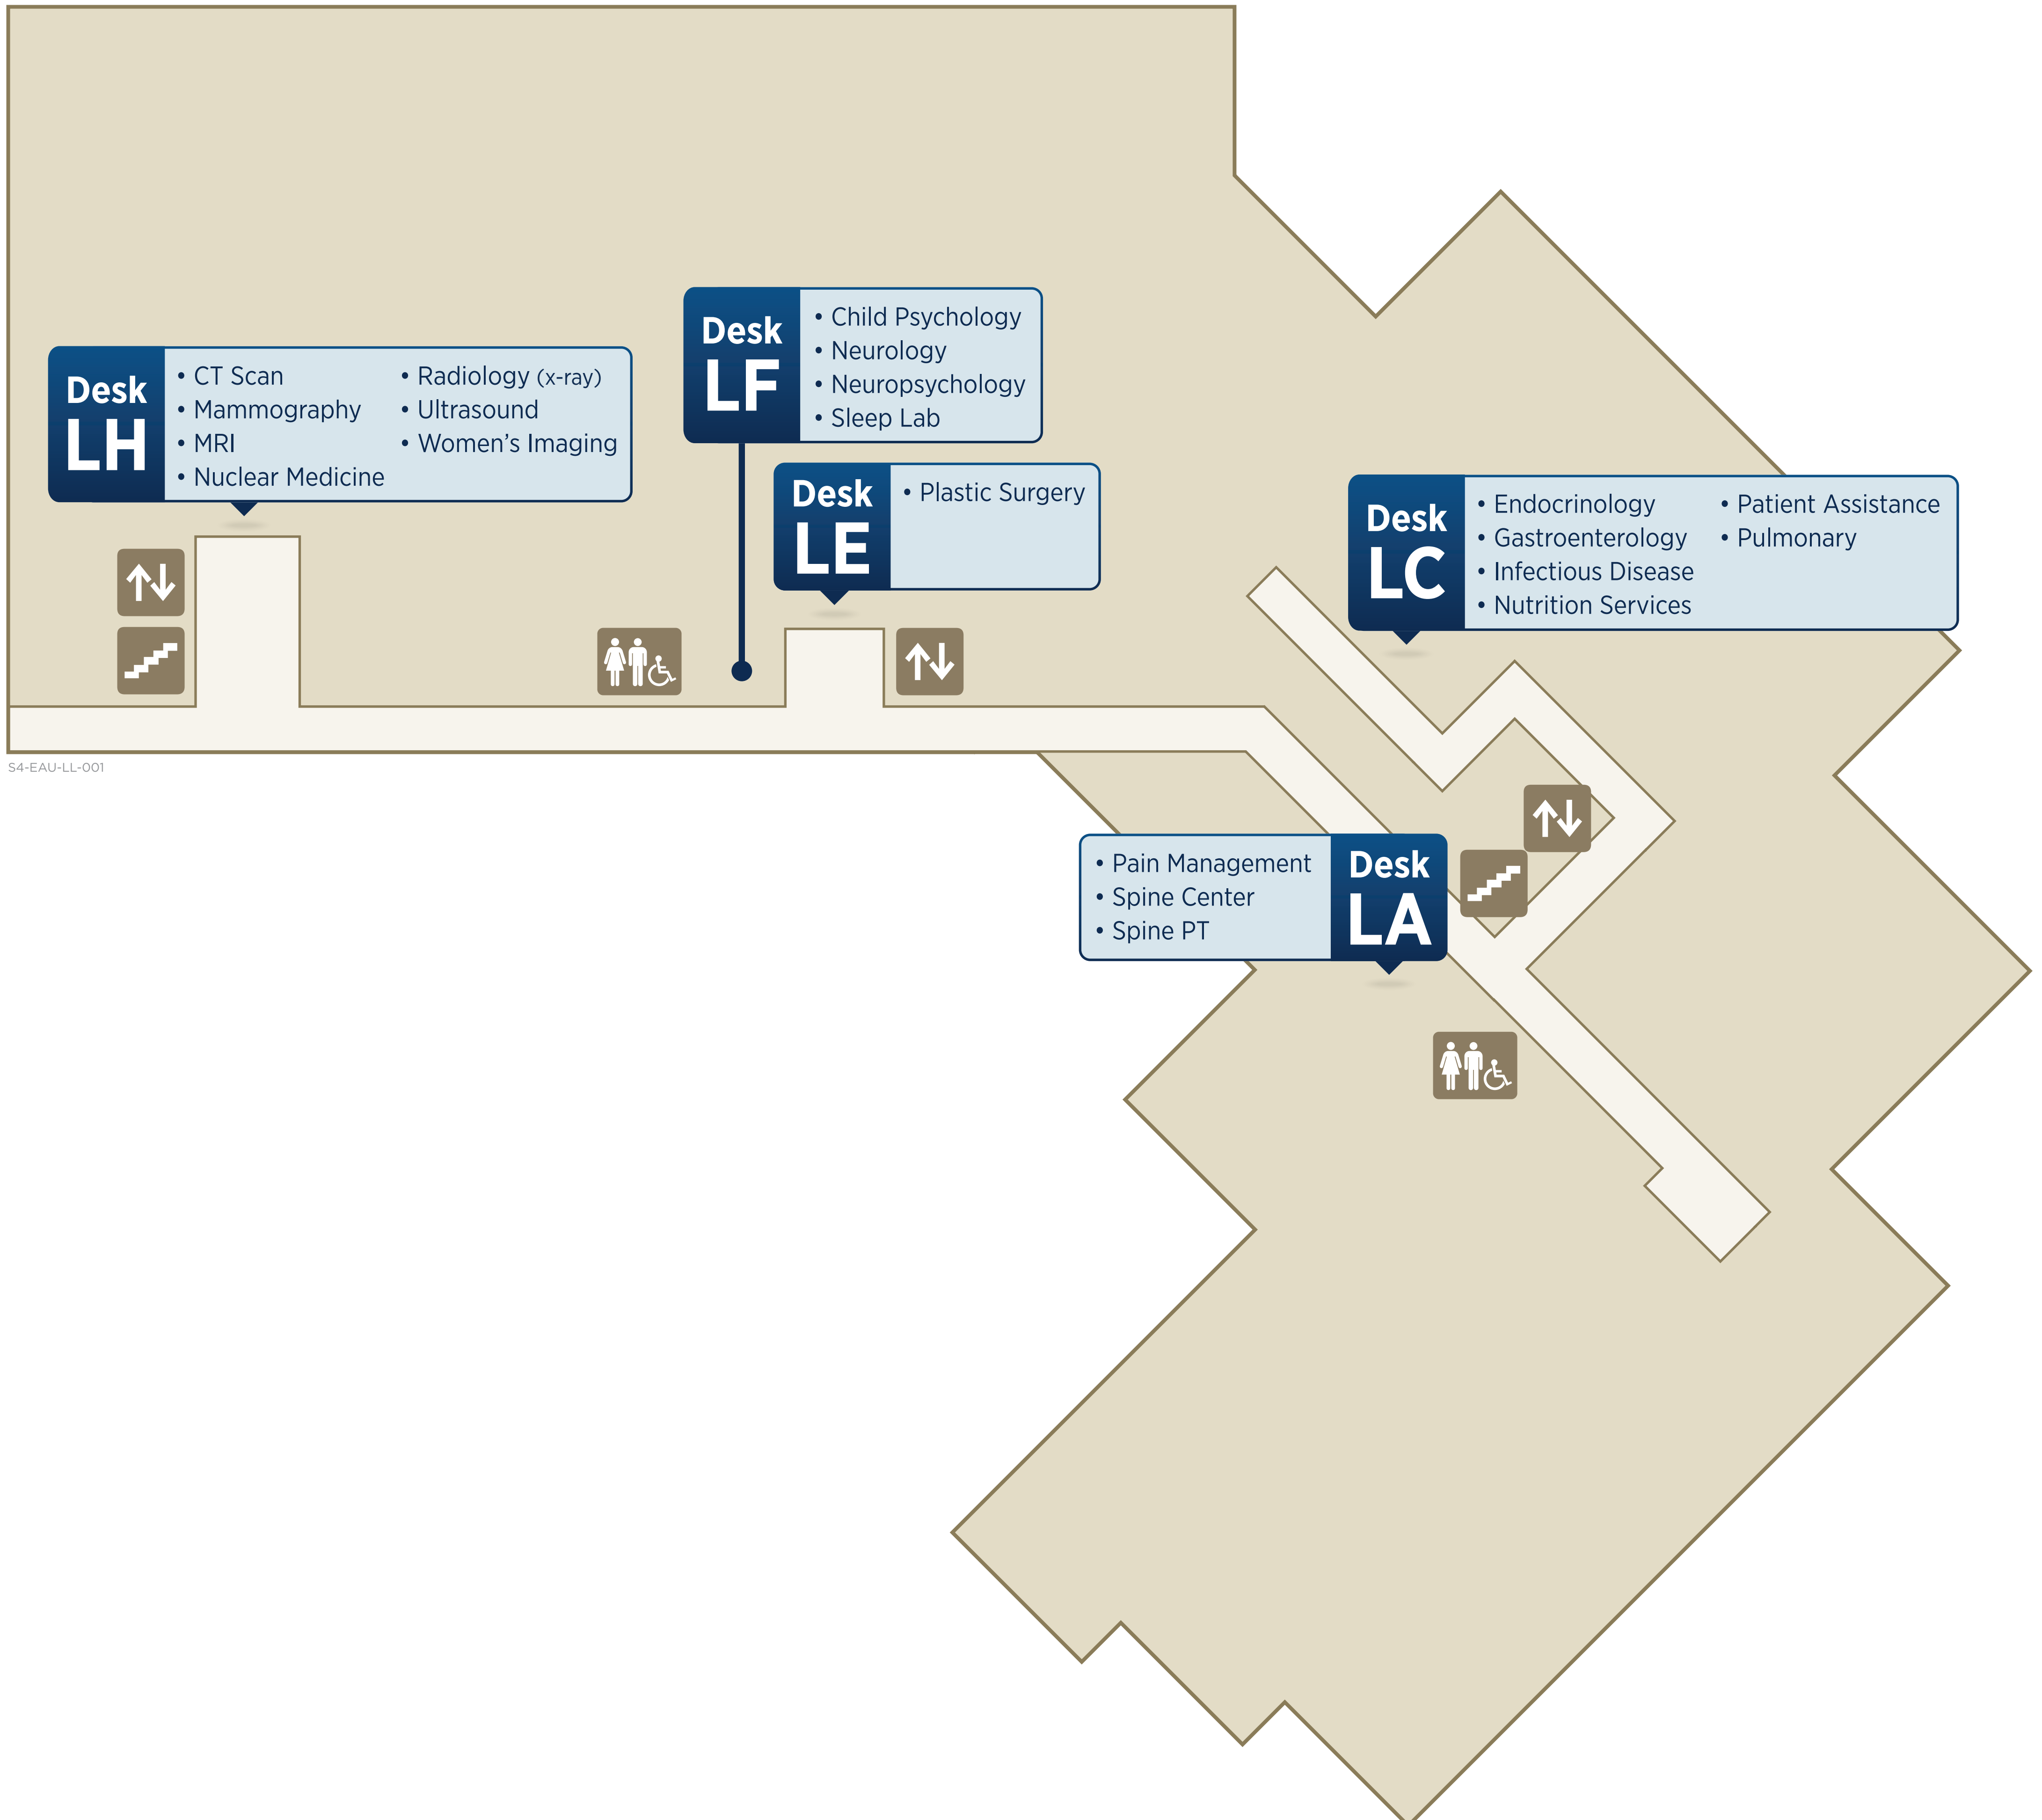 Desk
LF
• Child Psychology
• Neurology
• Neuropsychology
• Sleep Lab
Desk
LH
• CT Scan
• Mammography
• MRI
• Nuclear Medicine
• Radiology (x-ray)
• Ultrasound
• Women’s Imaging
Desk
LE
• Plastic Surgery
Desk
LC
• Endocrinology
• Gastroenterology
• Infectious Disease
• Nutrition Services
• Patient Assistance
• Pulmonary
S4-EAU-LL-001
• Pain Management
• Spine Center
• Spine PT
Desk
LA